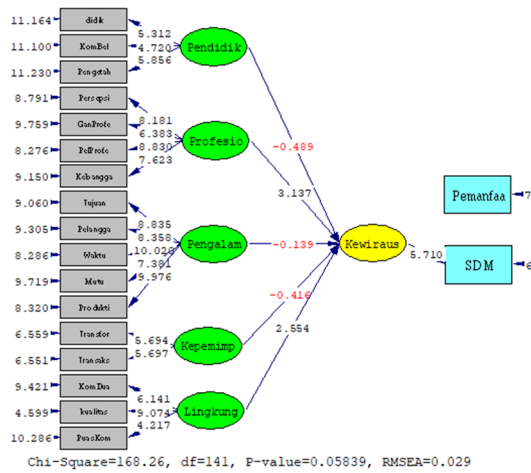 11.164 didik
11.100 KomBel
11.230 Pengetah
8.791 Persepsi
9.759 GanProfe
8.276 PelProfe
9.150 Kebangga
9.060 Tujuan
9.305 Pelangga
8.286 Waktu
9.719 Mutu
8.320 Produkti
6.559 Transfor
6.551 Transaks
9.421 KomDua
4.599 kualitas
10.286 PuasKom
5.312
4.720
5.856
8.181
6.383
8.830
7.623
8.835
8.358
10.020
7.381
9.976
5.694
5.697
6.141
9.074
4.217
Pendidik
Profesio
Pengalam
Kepemimp
Lingkung
-0.489
3.137
-0.139
-0.416
2.554
Kewiraus
5.710
Pemanfaa
7
SDM
6
Chi-Square=168.26, df=141, P-value=0.05839, RMSEA=0.029